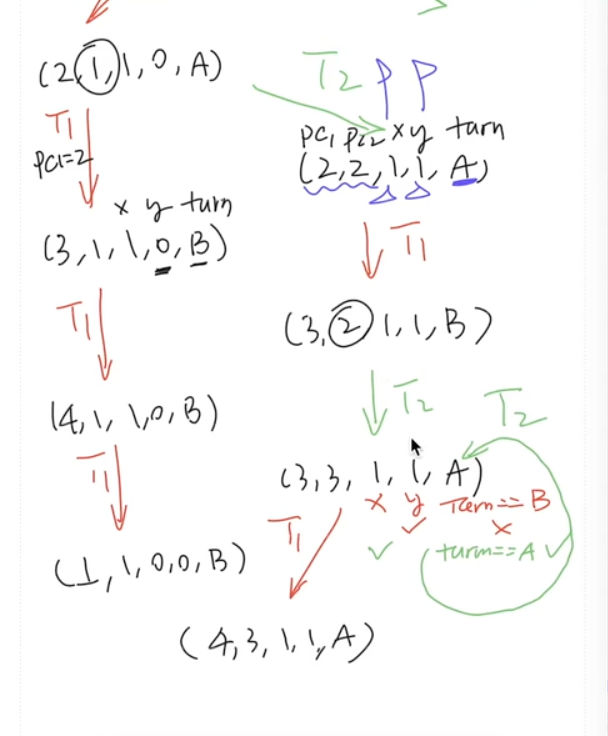 (2,1,1,0,A)
T1
PC1=2
x y turn
(3,1,1,0,B)
T1
(4,1,1,0,B)
T1
(1,1,0,0,B)
T2 P P
PC1 PC2 x y turn
(2,2,1,1,A)
T1
(3,2,1,1,B)
T2
T2
(3,3,1,1,A)
x y Turn==B
✓ ×
T1
✓ (turn==A ✓
(4,3,1,1,A)